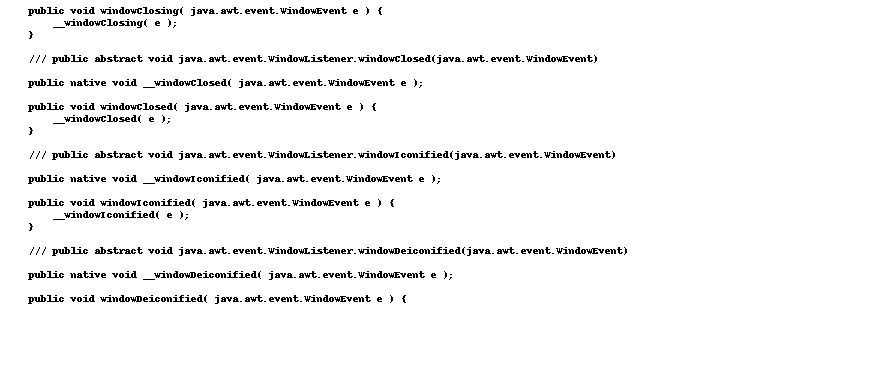 public void windowClosing( java.awt.event.WindowEvent e ) {
__windowClosing( e );
}
/// public abstract void java.awt.event.WindowListener.windowClosed(java.awt.event.WindowEvent)
public native void __windowClosed( java.awt.event.WindowEvent e );
public void windowClosed( java.awt.event.WindowEvent e ) {
__windowClosed( e );
}
/// public abstract void java.awt.event.WindowListener.windowIconified(java.awt.event.WindowEvent)
public native void __windowIconified( java.awt.event.WindowEvent e );
public void windowIconified( java.awt.event.WindowEvent e ) {
__windowIconified( e );
}
/// public abstract void java.awt.event.WindowListener.windowDeiconified(java.awt.event.WindowEvent)
public native void __windowDeiconified( java.awt.event.WindowEvent e );
public void windowDeiconified( java.awt.event.WindowEvent e ) {